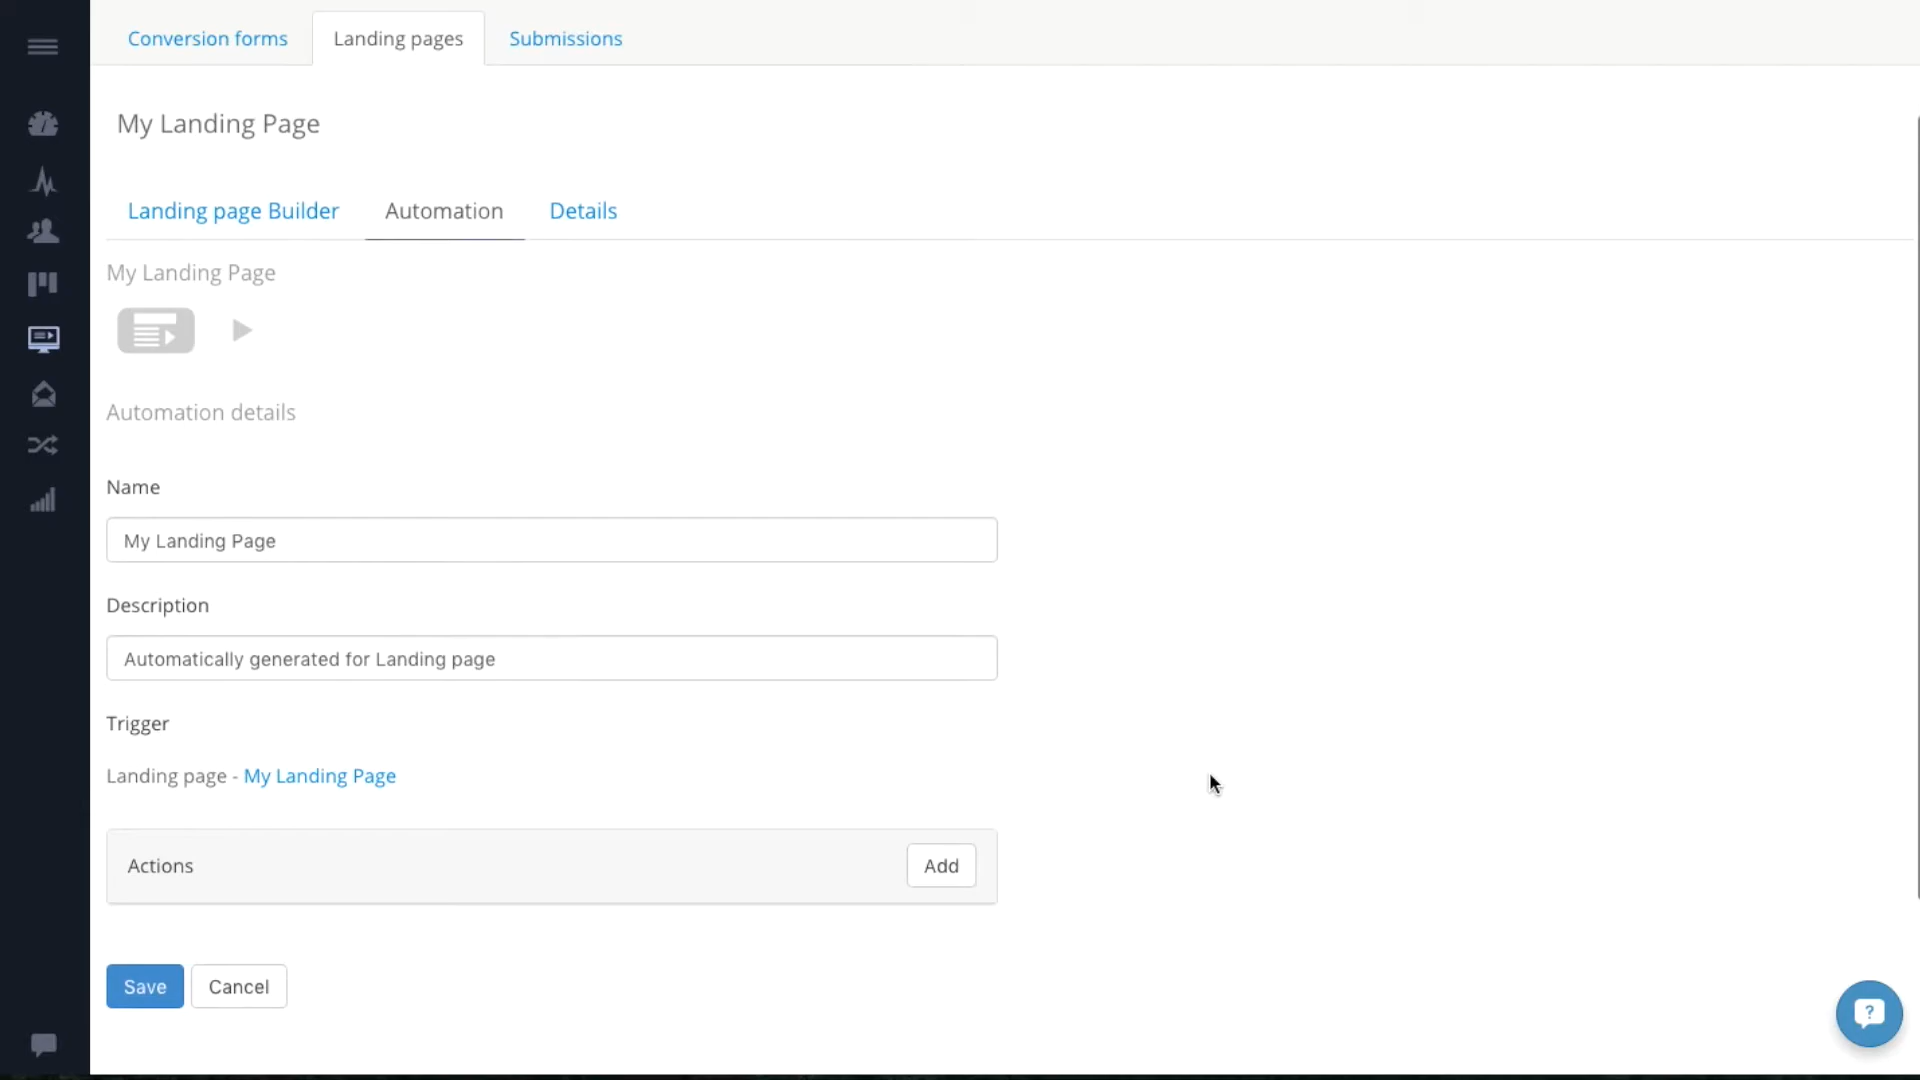 Conversion forms
Landing pages
Submissions
My Landing Page
Landing page Builder
Automation
Details
My Landing Page
Automation details
Name
My Landing Page
Description
Automatically generated for Landing page
Trigger
Landing page - My Landing Page
Actions
Add
Save
Cancel
?